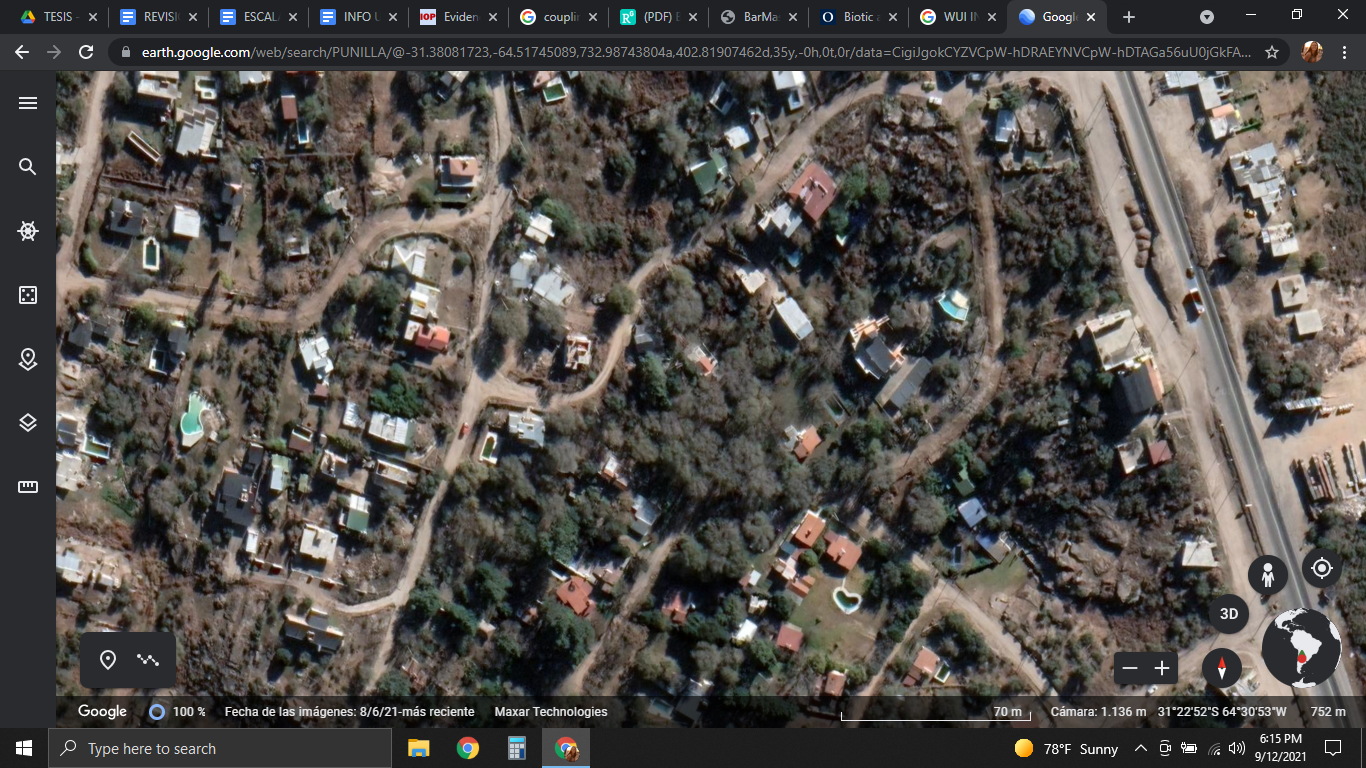 TESIS -
REVISI
ESCAL
INFO U
IOP Eviden
couplin
R6 (PDF) E
BarMa
Biotic a
WUI IN
Google
earth.google.com/web/search/PUNILLA/@-31.38081723,-64.51745089,732.98743804a,402.81907462d,35y,-0h,0t,0r/data=CigiJgokCYZVCpW-hDRAEYNVCpW-hDTAGa56uU0jGkFA...
3D
Google 100 % Fecha de las imágenes: 8/6/21-más reciente Maxar Technologies 70 m Cámara: 1.136 m 31°22'52"S 64°30'53"W 752 m
Type here to search
78°F Sunny
6:15 PM
9/12/2021